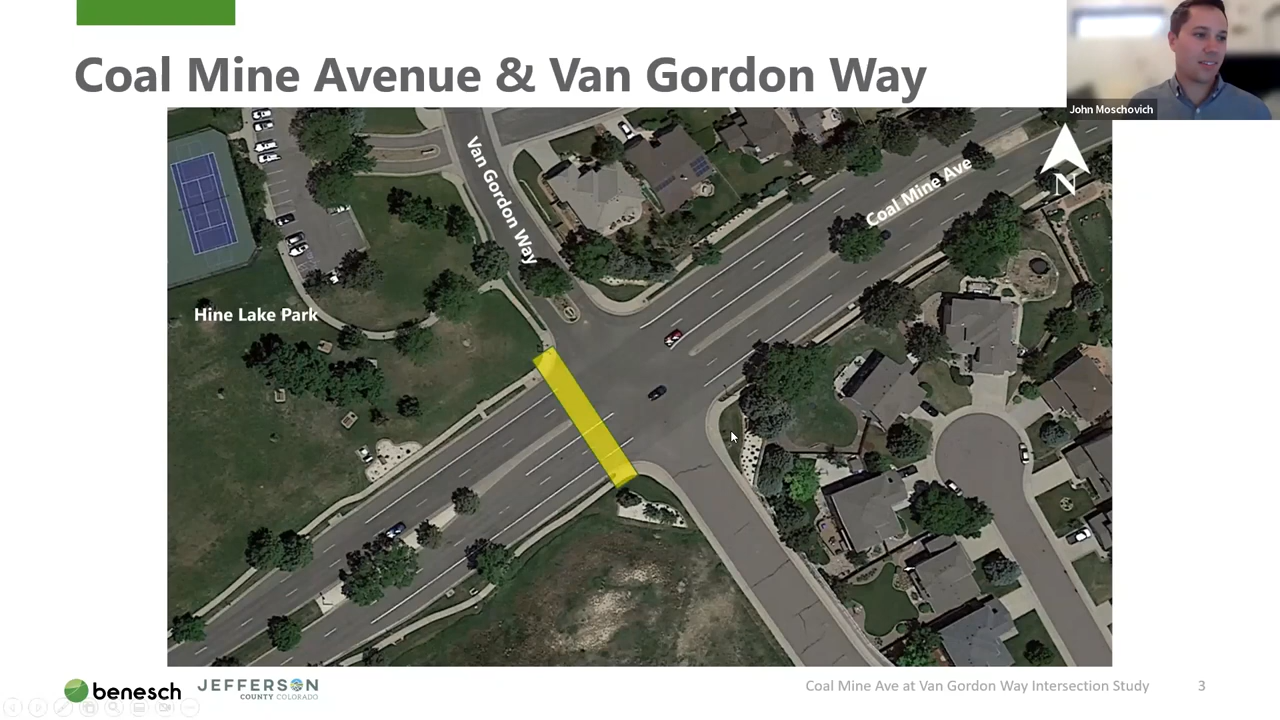 Coal Mine Avenue & Van Gordon Way
John Moschovich
Van Gordon Way
Coal Mine Ave
N
Hine Lake Park
benesch
JEFFERSON
COUNTY COLORADO
Coal Mine Ave at Van Gordon Way Intersection Study
3